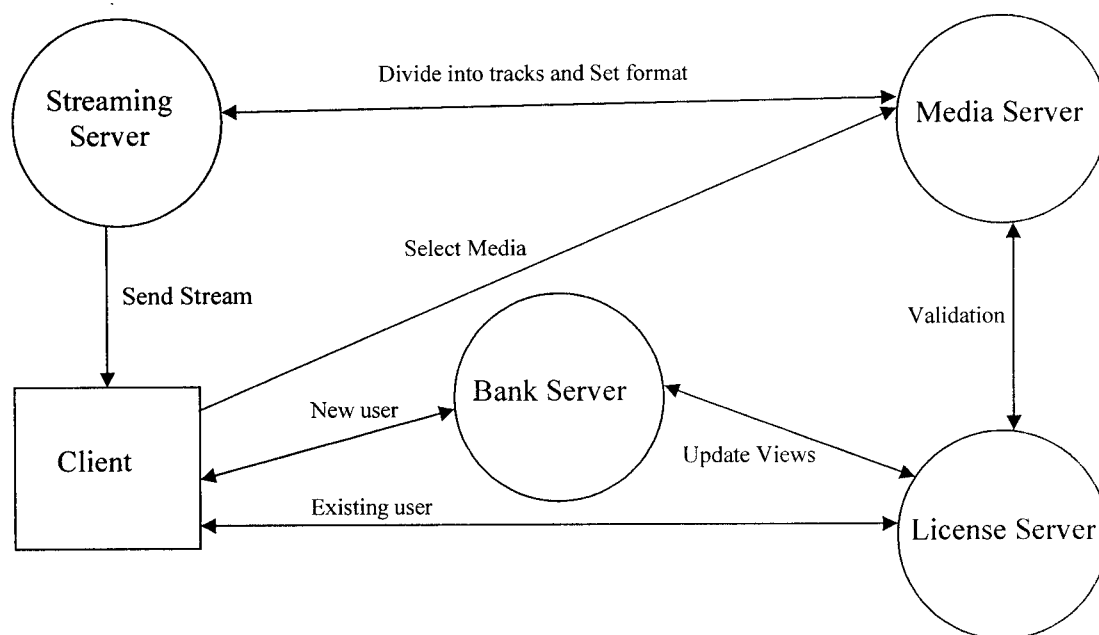 Divide into tracks and Set format
Streaming
Server
Media Server
Select Media
Send Stream
Validation
Bank Server
New user
Client
Update Views
Existing user
License Server